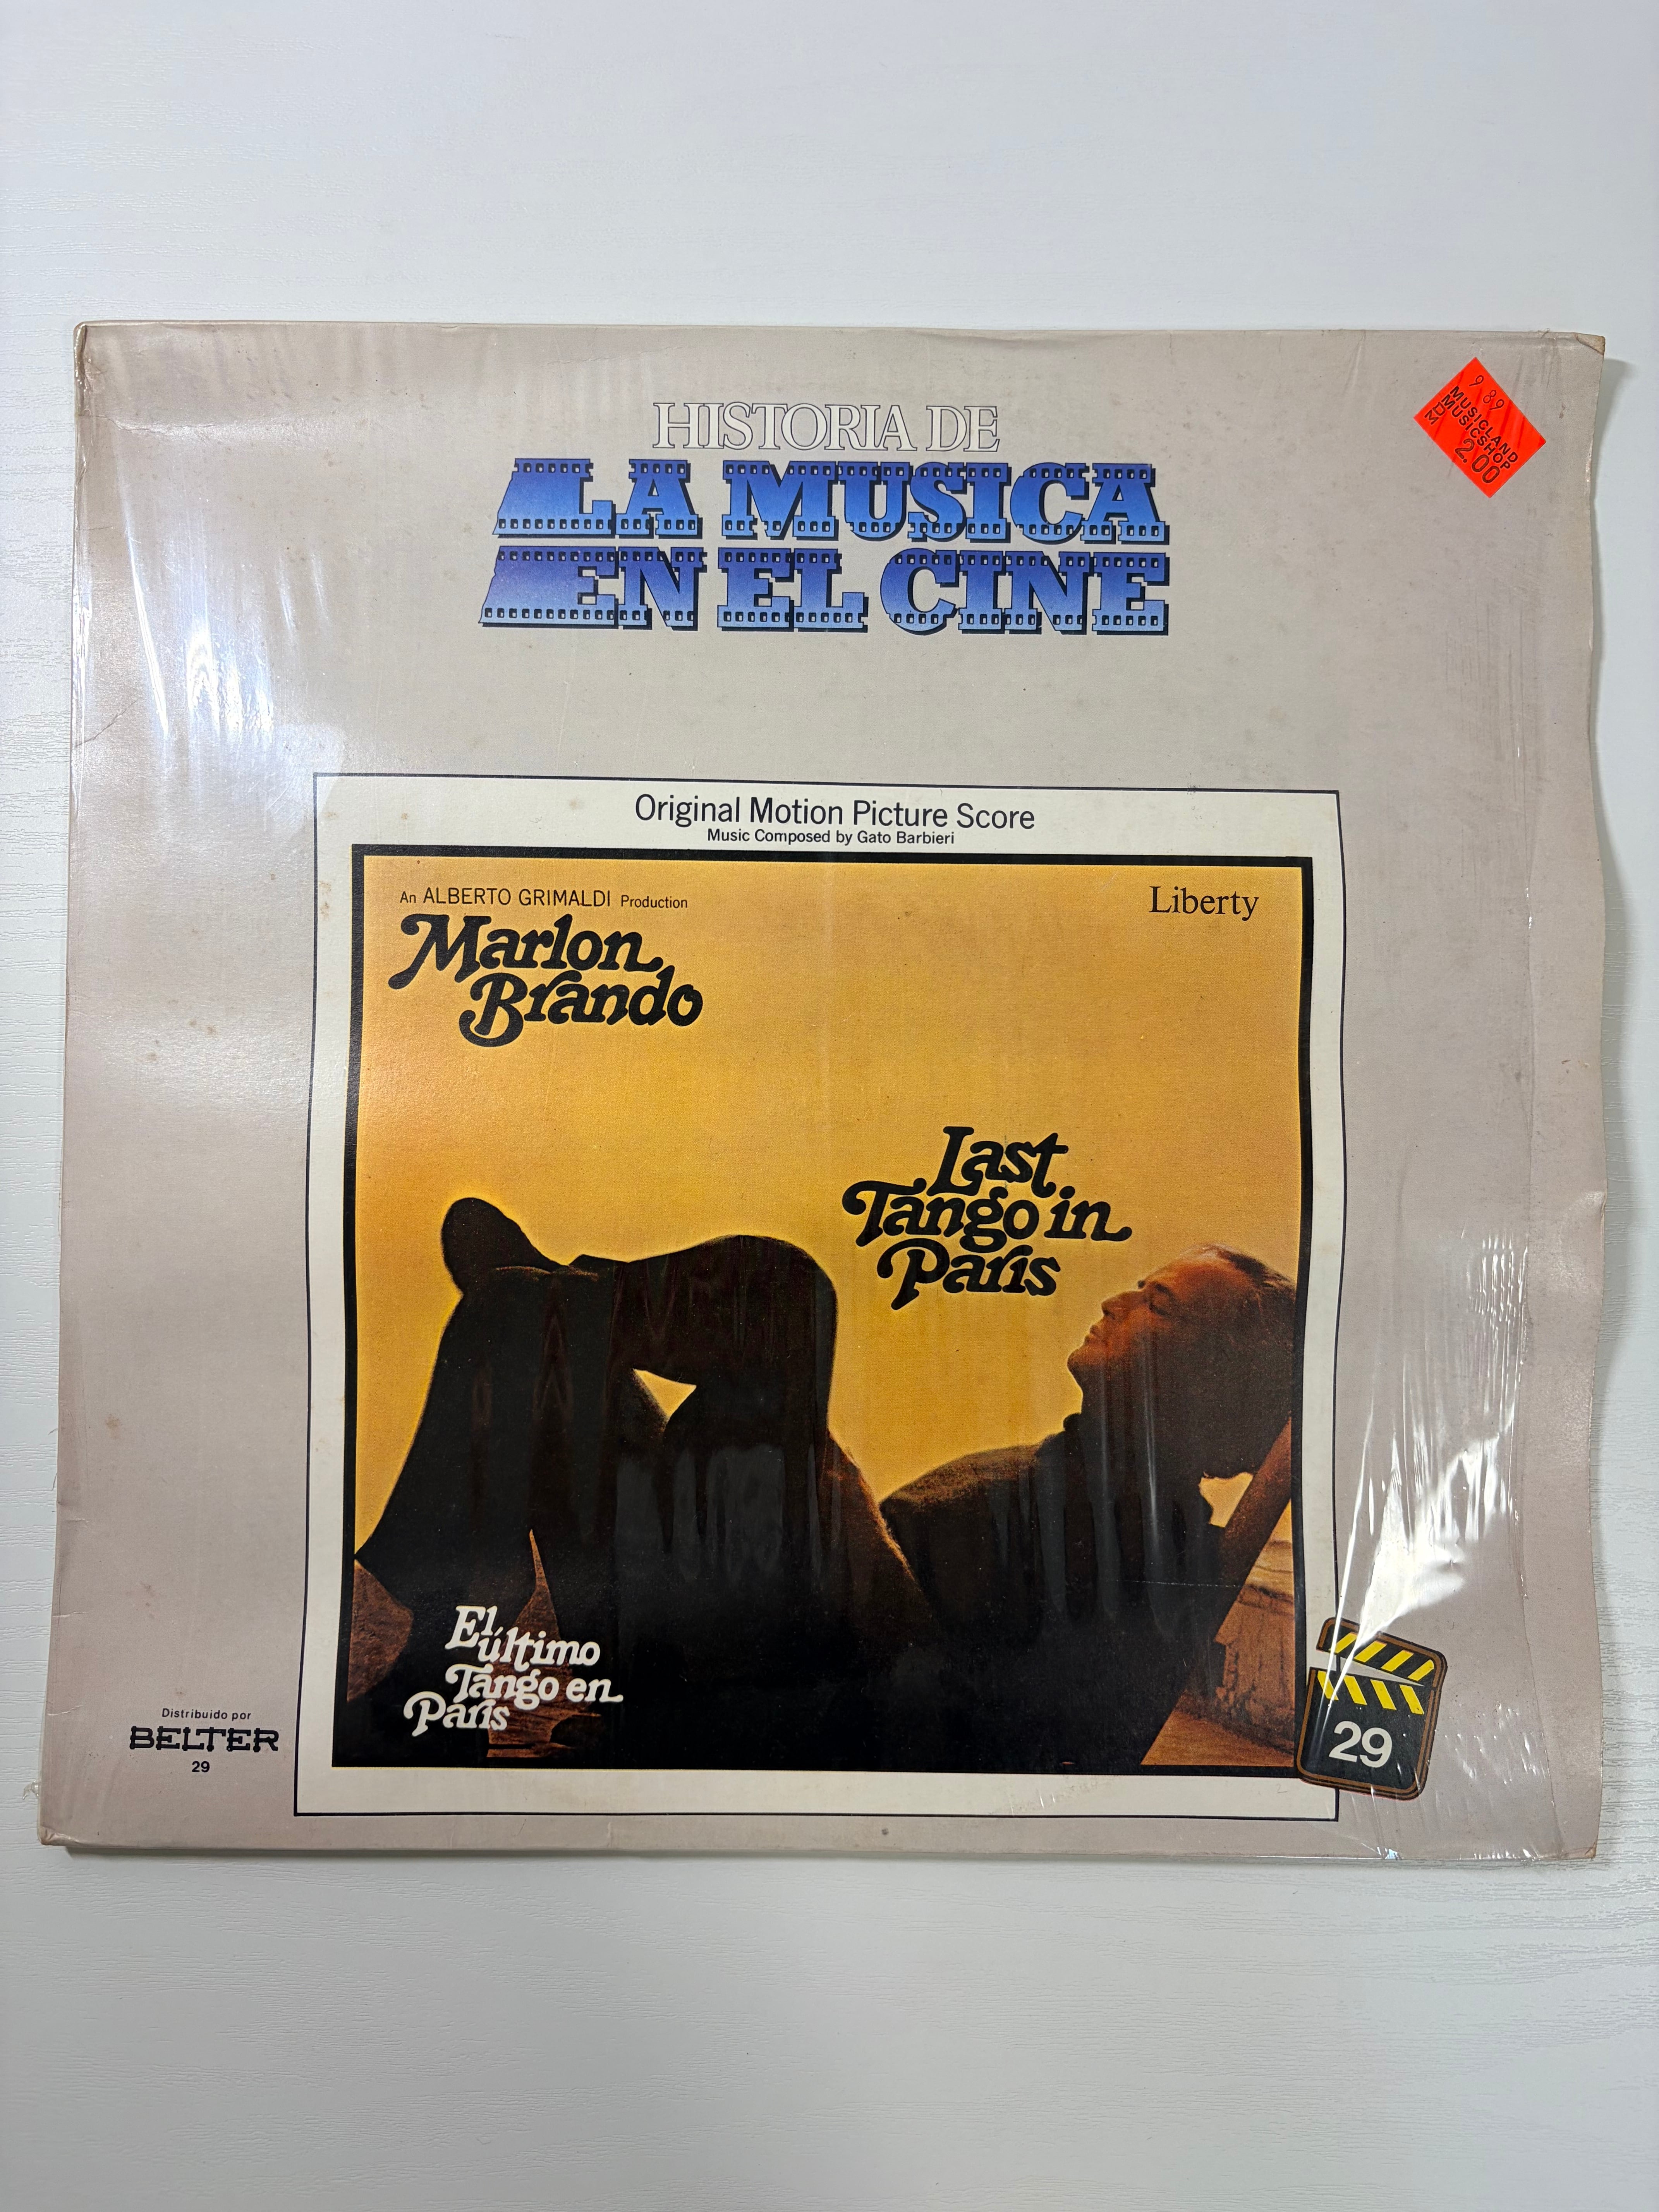 HISTORIA DE
LA MUSICA
EN EL CINE
9 89
MUSICLAND
MUSICSHOP
DM 2.00
Original Motion Picture Score
Music Composed by Gato Barbieri
An ALBERTO GRIMALDI Production
Liberty
Marlon
Brando
Last
Tango in
Paris
El
último
Tango en
París
Distribuido por
BELTER
29
29